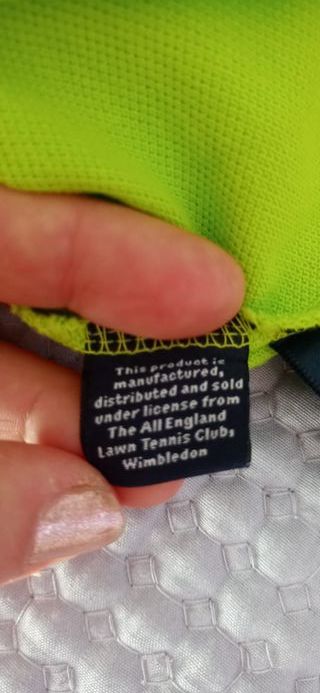 This product is
manufactured,
distributed and sold
under license from
The All England
Lawn Tennis Club,
Wimbledon